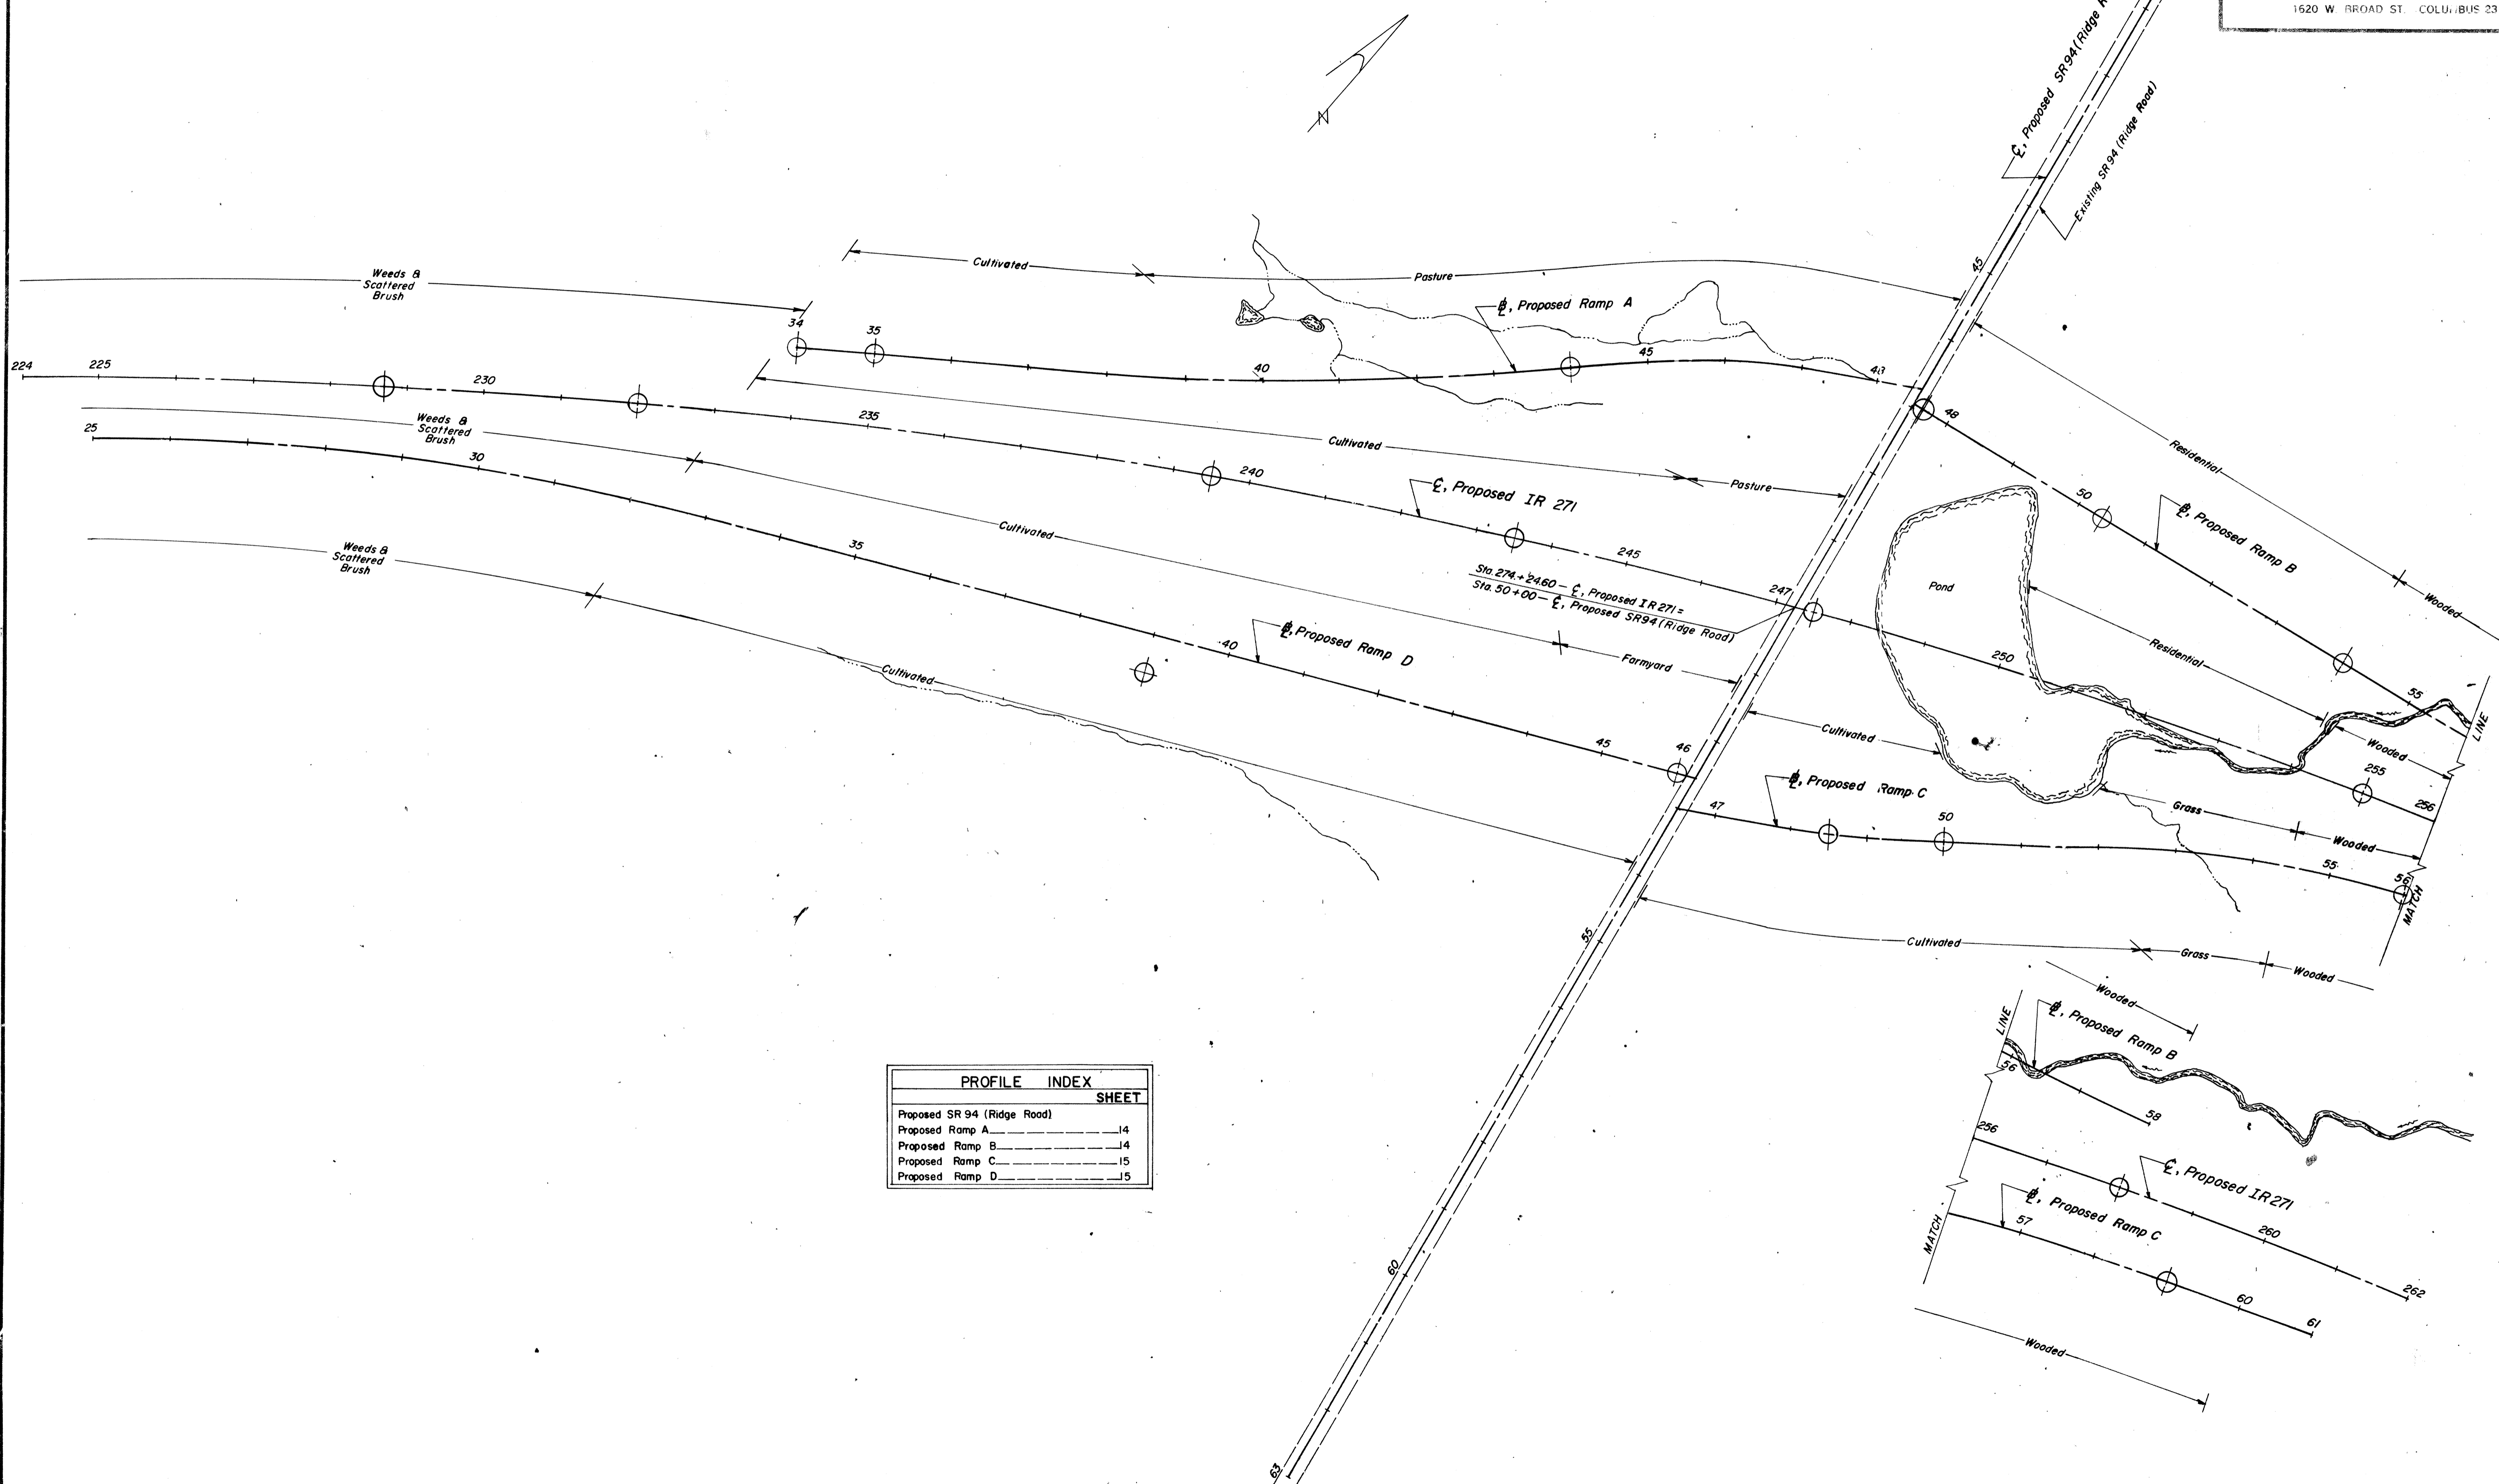 1620 W. BROAD ST. COLUMBUS 23
N
℄, Proposed SR 94 (Ridge
Existing SR 94 (Ridge Road)
45
Cultivated
Pasture
Weeds &
Scattered
Brush
℄, Proposed Ramp A
34
35
40
45
48
224
225
230
235
240
245
247
℄, Proposed IR 271
Cultivated
Pasture
Weeds &
Scattered
Brush
25
30
35
40
45
46
Cultivated
Farmyard
Sta. 274 + 24.60 - ℄, Proposed IR 271 =
Sta. 50 + 00 - ℄, Proposed SR 94 (Ridge Road)
℄, Proposed Ramp D
Weeds &
Scattered
Brush
Cultivated
48
50
55
℄, Proposed Ramp B
Residential
Wooded
Pond
Residential
Wooded
250
255
256
LINE
MATCH
Cultivated
Grass
Wooded
47
50
55
56
℄, Proposed Ramp C
Cultivated
Grass
Wooded
55
60
63
PROFILE INDEX
SHEET
Proposed SR 94 (Ridge Road)
Proposed Ramp A 14
Proposed Ramp B 14
Proposed Ramp C 15
Proposed Ramp D 15
Wooded
LINE
℄, Proposed Ramp B
56
58
256
℄, Proposed IR 271
260
262
MATCH
℄, Proposed Ramp C
57
60
61
Wooded